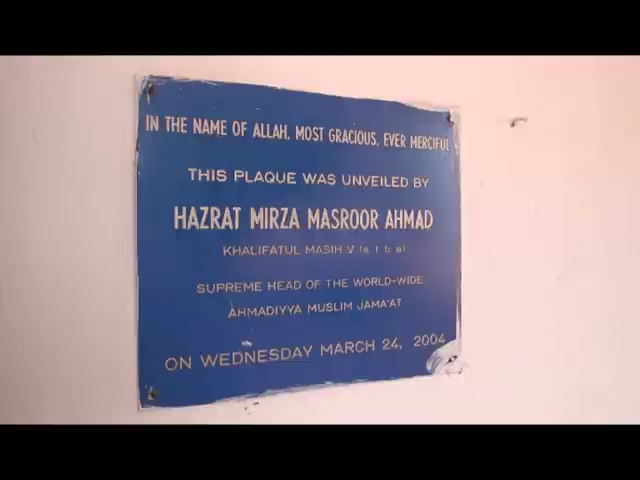 IN THE NAME OF ALLAH, MOST GRACIOUS, EVER MERCIFUL
THIS PLAQUE WAS UNVEILED BY
HAZRAT MIRZA MASROOR AHMAD
KHALIFATUL MASIH V (a t b a)
SUPREME HEAD OF THE WORLD-WIDE
AHMADIYYA MUSLIM JAMA'AT
ON WEDNESDAY MARCH 24, 2004